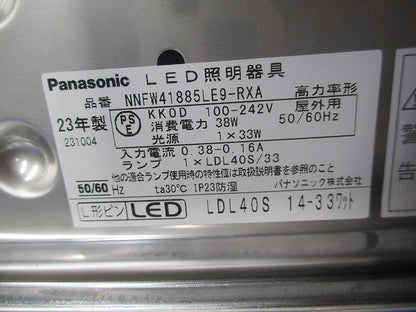 Panasonic LED照明器具
品番 NNFW41885LE9-RXA 高力率形
23年製 PSE KKOD 100-242V 屋外用
231004 消費電力 38W 50/60Hz
光源 1×33W
入力電流 0.38-0.16A
ランプ 1×LDL40S/33
他の適合ランプ使用時の特性値は取扱説明書を参照のこと
50/60Hz ta30℃ IP23防湿 パナソニック株式会社
L形ピン LED LDL40S 14-33ワット